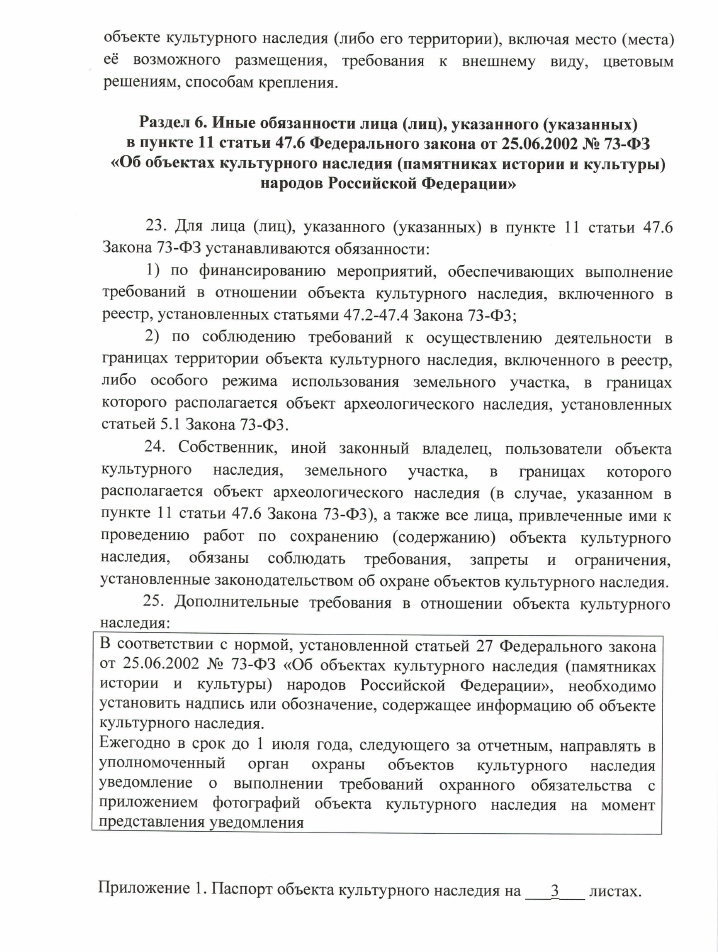 объекте культурного наследия (либо его территории), включая место (места)
её возможного размещения, требования к внешнему виду, цветовым
решениям, способам крепления.
Раздел 6. Иные обязанности лица (лиц), указанного (указанных)
в пункте 11 статьи 47.6 Федерального закона от 25.06.2002 № 73-ФЗ
«Об объектах культурного наследия (памятниках истории и культуры)
народов Российской Федерации»
23. Для лица (лиц), указанного (указанных) в пункте 11 статьи 47.6
Закона 73-ФЗ устанавливаются обязанности:
1) по финансированию мероприятий, обеспечивающих выполнение
требований в отношении объекта культурного наследия, включенного в
реестр, установленных статьями 47.2-47.4 Закона 73-ФЗ;
2) по соблюдению требований к осуществлению деятельности в
границах территории объекта культурного наследия, включенного в реестр,
либо особого режима использования земельного участка, в границах
которого располагается объект археологического наследия, установленных
статьей 5.1 Закона 73-ФЗ.
24. Собственник, иной законный владелец, пользователи объекта
культурного наследия, земельного участка, в границах которого
располагается объект археологического наследия (в случае, указанном в
пункте 11 статьи 47.6 Закона 73-ФЗ), а также все лица, привлеченные ими к
проведению работ по сохранению (содержанию) объекта культурного
наследия, обязаны соблюдать требования, запреты и ограничения,
установленные законодательством об охране объектов культурного наследия.
25. Дополнительные требования в отношении объекта культурного
наследия:
В соответствии с нормой, установленной статьей 27 Федерального закона
от 25.06.2002 № 73-ФЗ «Об объектах культурного наследия (памятниках
истории и культуры) народов Российской Федерации», необходимо
установить надпись или обозначение, содержащее информацию об объекте
культурного наследия.
Ежегодно в срок до 1 июля года, следующего за отчетным, направлять в
уполномоченный орган охраны объектов культурного наследия
уведомление о выполнении требований охранного обязательства с
приложением фотографий объекта культурного наследия на момент
представления уведомления
Приложение 1. Паспорт объекта культурного наследия на ___3___ листах.